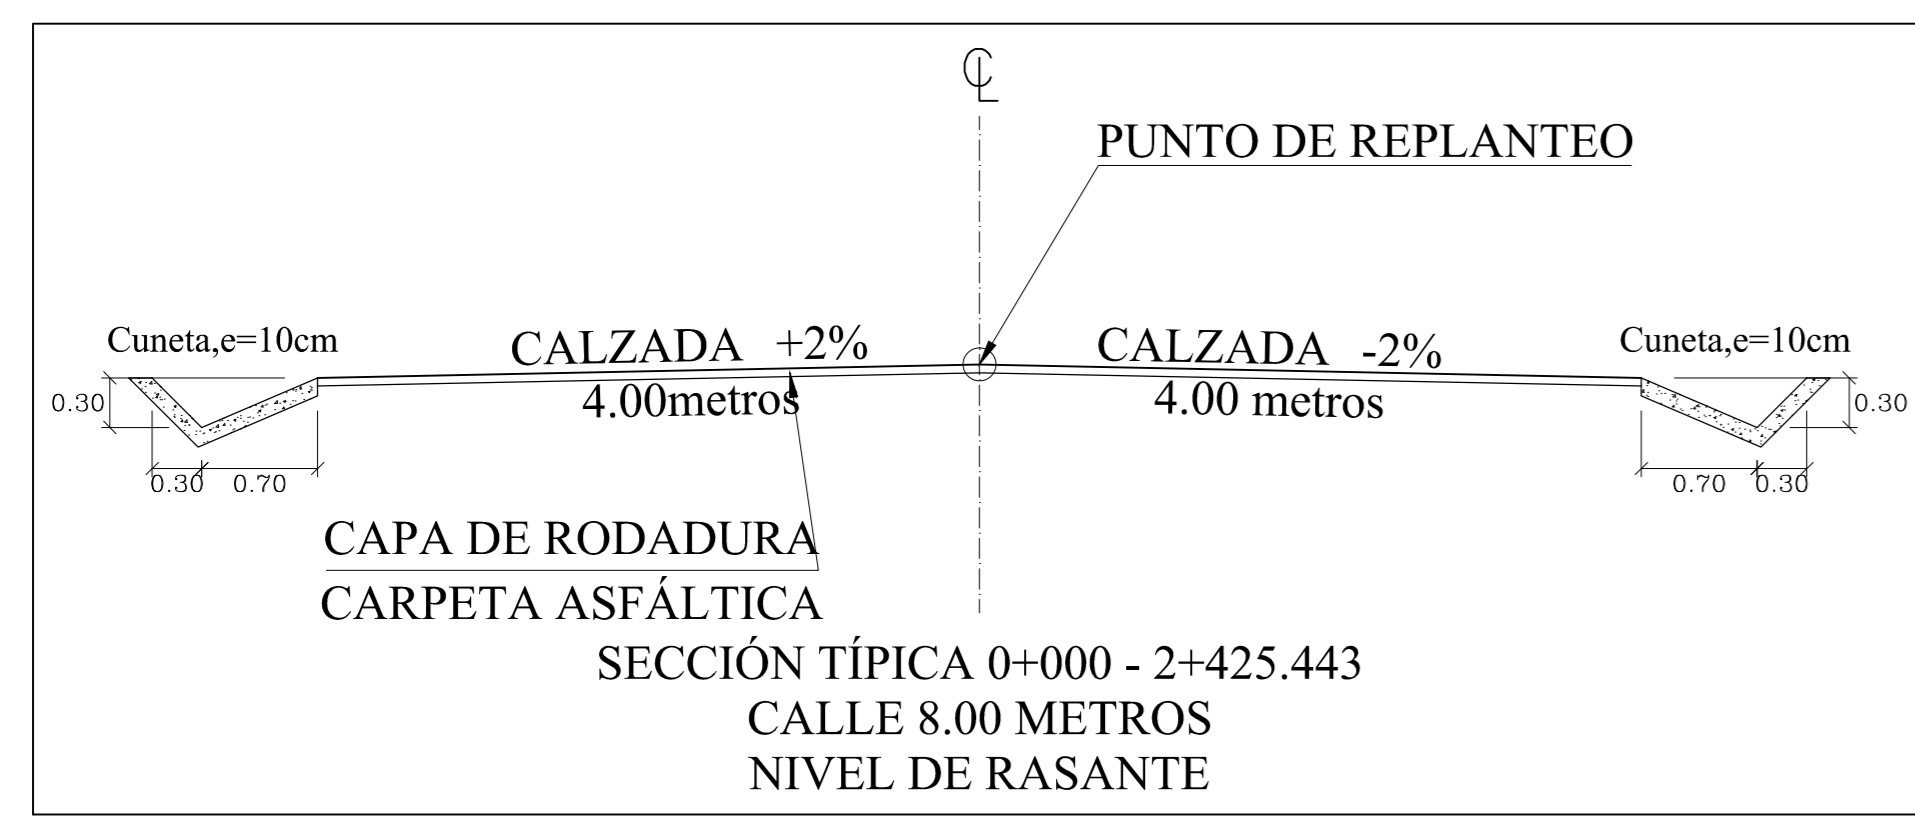 CL
PUNTO DE REPLANTEO
Cuneta,e=10cm
CALZADA +2%
CALZADA -2%
Cuneta,e=10cm
4.00metros
4.00 metros
0.30
0.30
0.30 0.70
0.70 0.30
CAPA DE RODADURA
CARPETA ASFÁLTICA
SECCIÓN TÍPICA 0+000 - 2+425.443
CALLE 8.00 METROS
NIVEL DE RASANTE